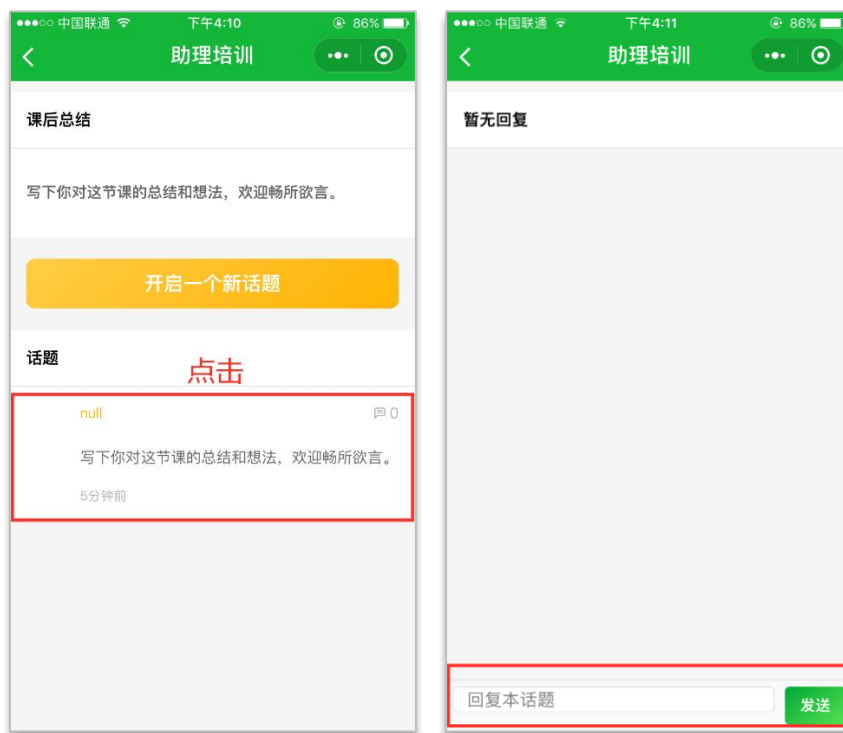 中国联通 下午4:10 86%
助理培训
课后总结
写下你对这节课的总结和想法，欢迎畅所欲言。
开启一个新话题
话题
点击
null 0
写下你对这节课的总结和想法，欢迎畅所欲言。
5分钟前
中国联通 下午4:11 86%
助理培训
暂无回复
回复本话题 发送